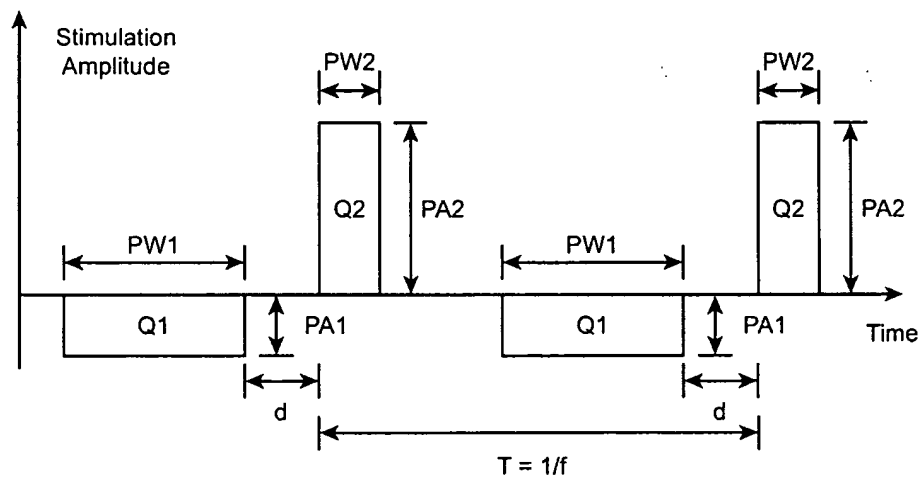 Stimulation
Amplitude
PW2
PW2
Q2
PA2
Q2
PA2
PW1
PW1
Q1
PA1
Q1
PA1
Time
d
d
T = 1/f